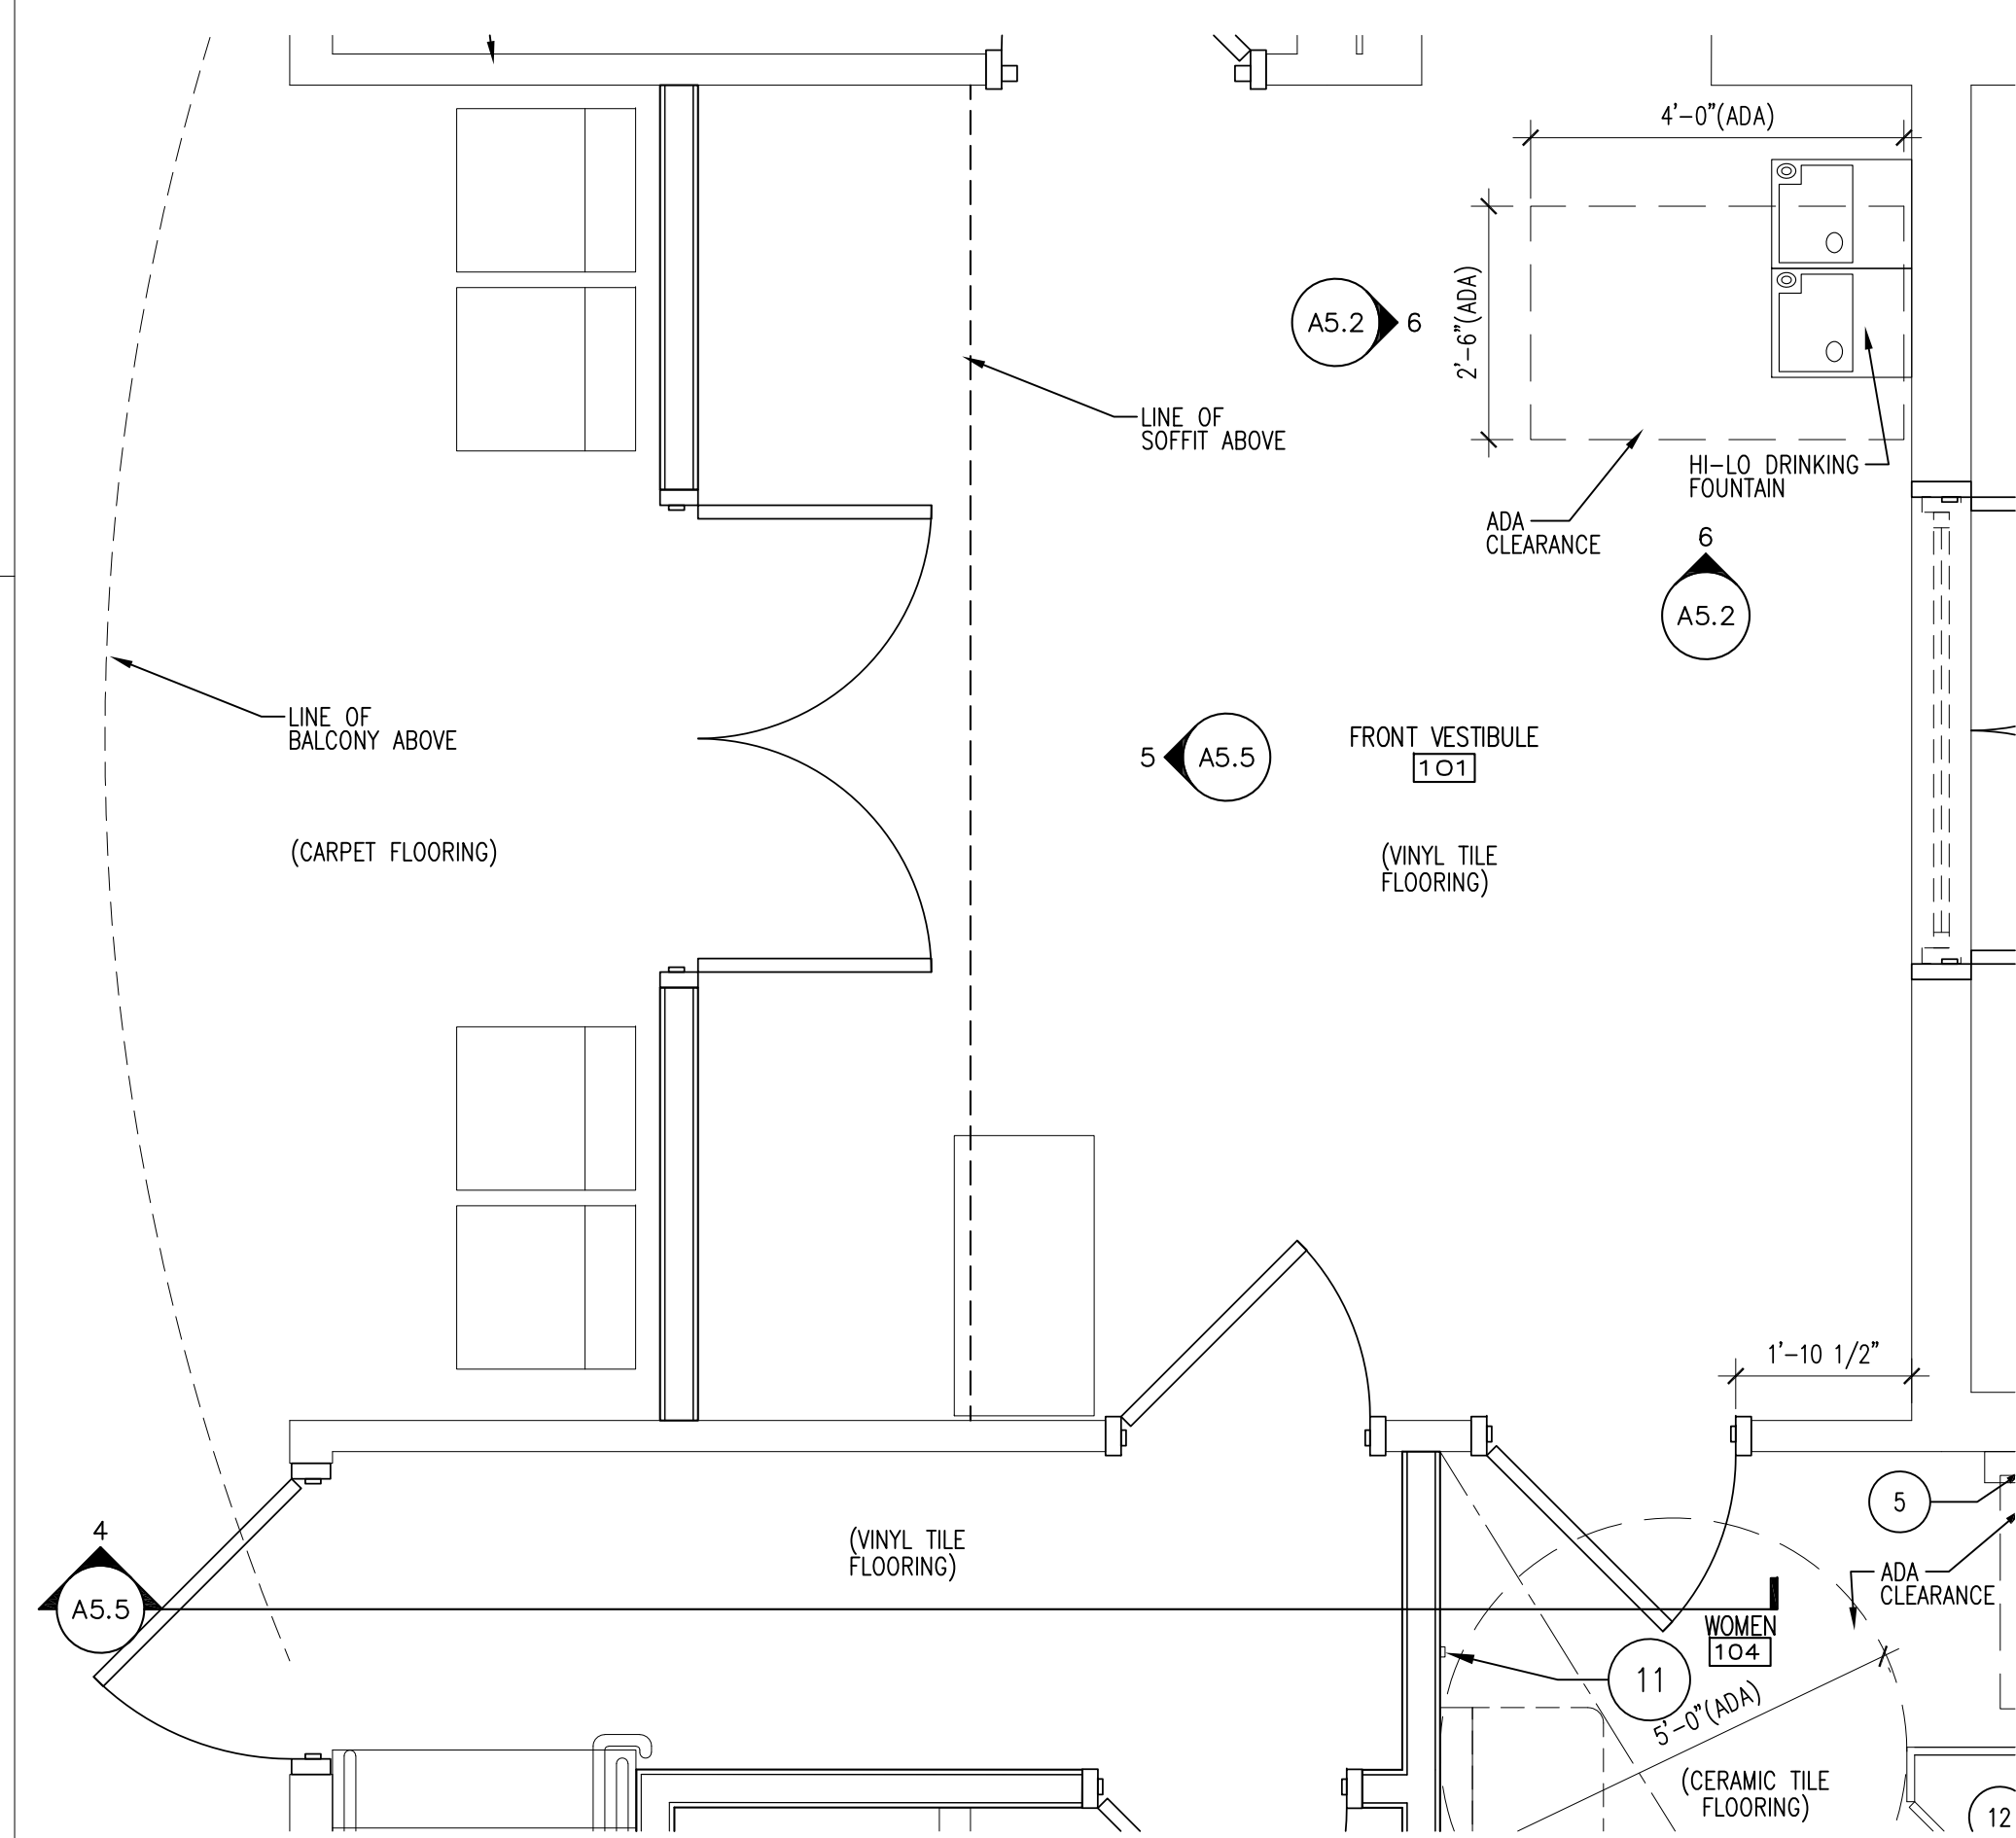 4'-0"(ADA)
2'-6"(ADA)
A5.2
6
LINE OF
SOFFIT ABOVE
HI-LO DRINKING
FOUNTAIN
ADA
CLEARANCE
6
A5.2
LINE OF
BALCONY ABOVE
5
A5.5
FRONT VESTIBULE
101
(CARPET FLOORING)
(VINYL TILE
FLOORING)
1'-10 1/2"
5
4
A5.5
(VINYL TILE
FLOORING)
ADA
CLEARANCE
WOMEN
104
11
5'-0"(ADA)
(CERAMIC TILE
FLOORING)
12